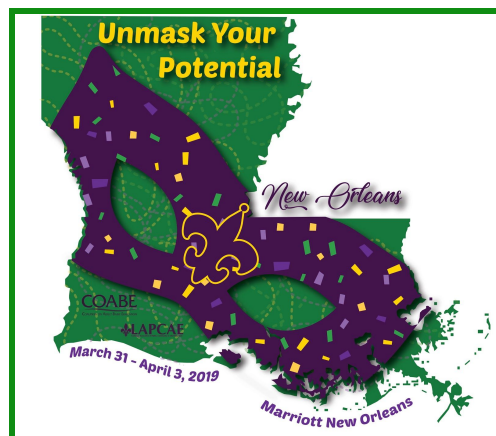 Unmask Your
Potential
New Orleans
COABE
LAPCAE
March 31 - April 3, 2019
Marriott New Orleans